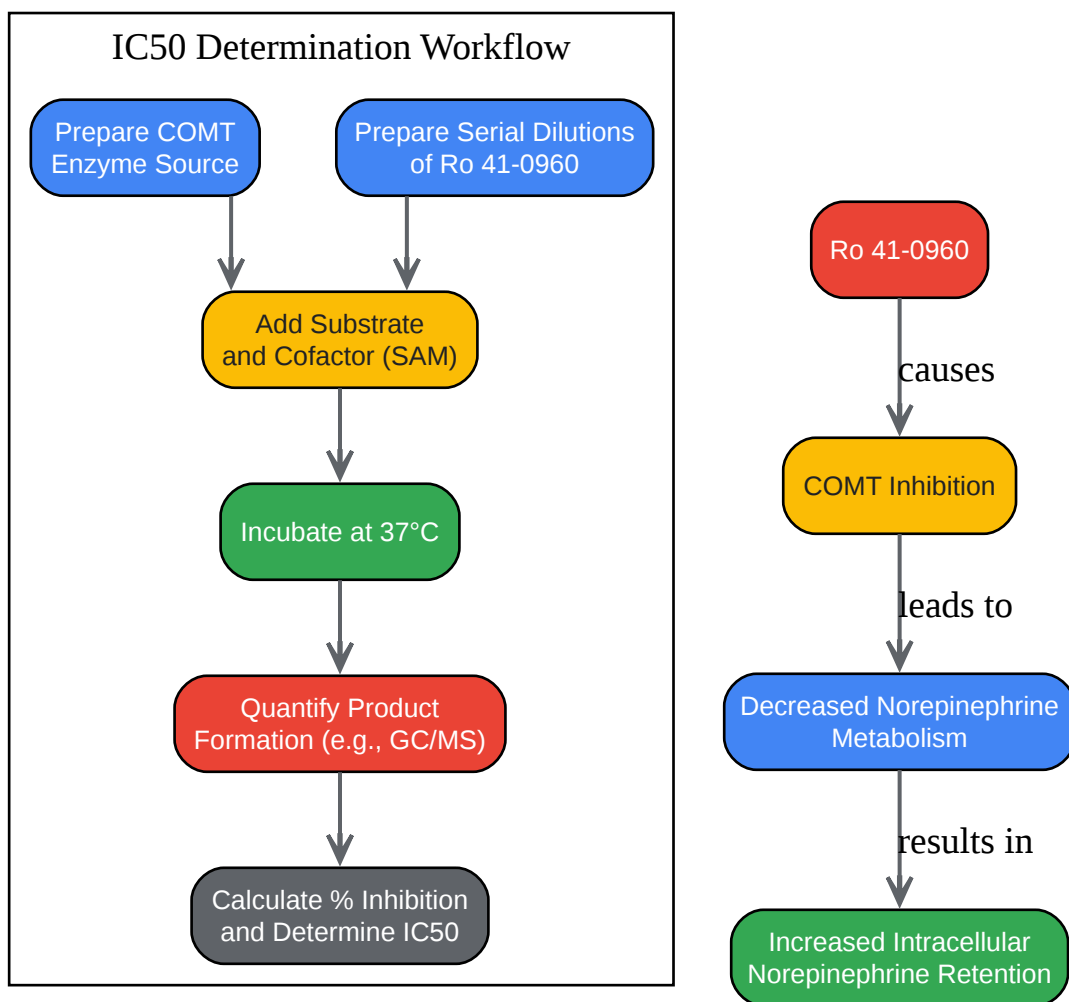 IC50 Determination Workflow
Prepare COMT
Enzyme Source
Prepare Serial Dilutions
of Ro 41-0960
Add Substrate
and Cofactor (SAM)
Incubate at 37°C
Quantify Product
Formation (e.g., GC/MS)
Calculate % Inhibition
and Determine IC50
Ro 41-0960
causes
COMT Inhibition
leads to
Decreased Norepinephrine
Metabolism
results in
Increased Intracellular
Norepinephrine Retention